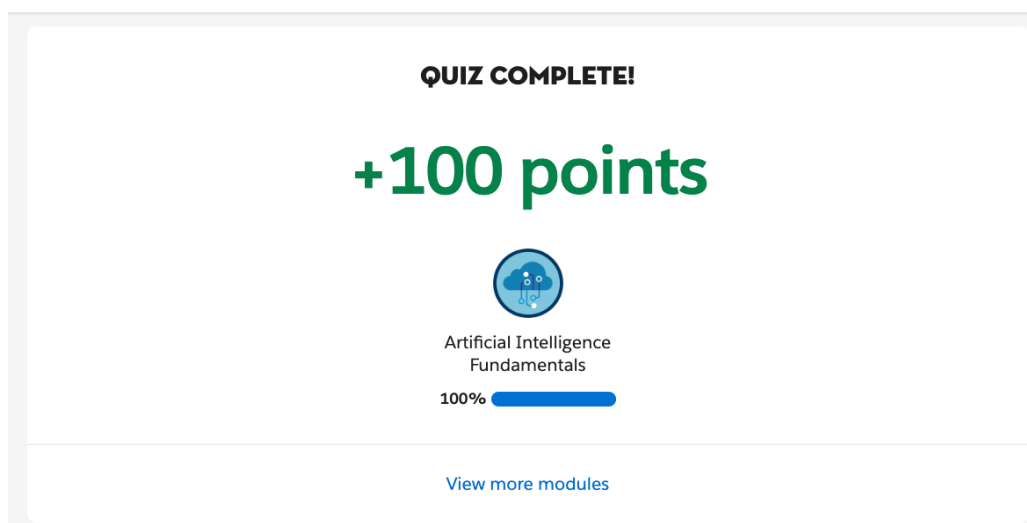 QUIZ COMPLETE!
+100 points
Artificial Intelligence
Fundamentals
100%
View more modules